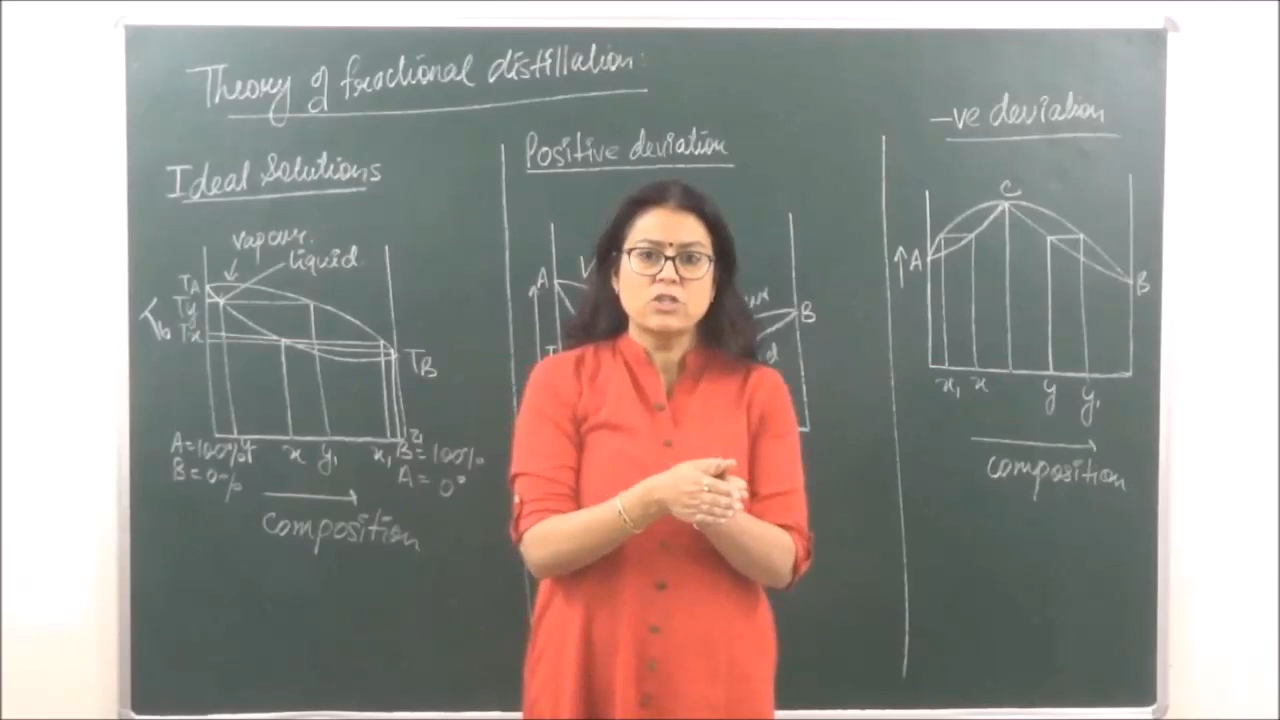 Theory of fractional distillation
Ideal Solutions
vapour
liquid
TA
Ty
Tx
Tb
TB
A=100%
B=0%
y
x
y1
x1
z
B=100%
A=0
composition
Positive deviation
A
B
-ve deviation
C
A
B
x1
x
y
y1
composition